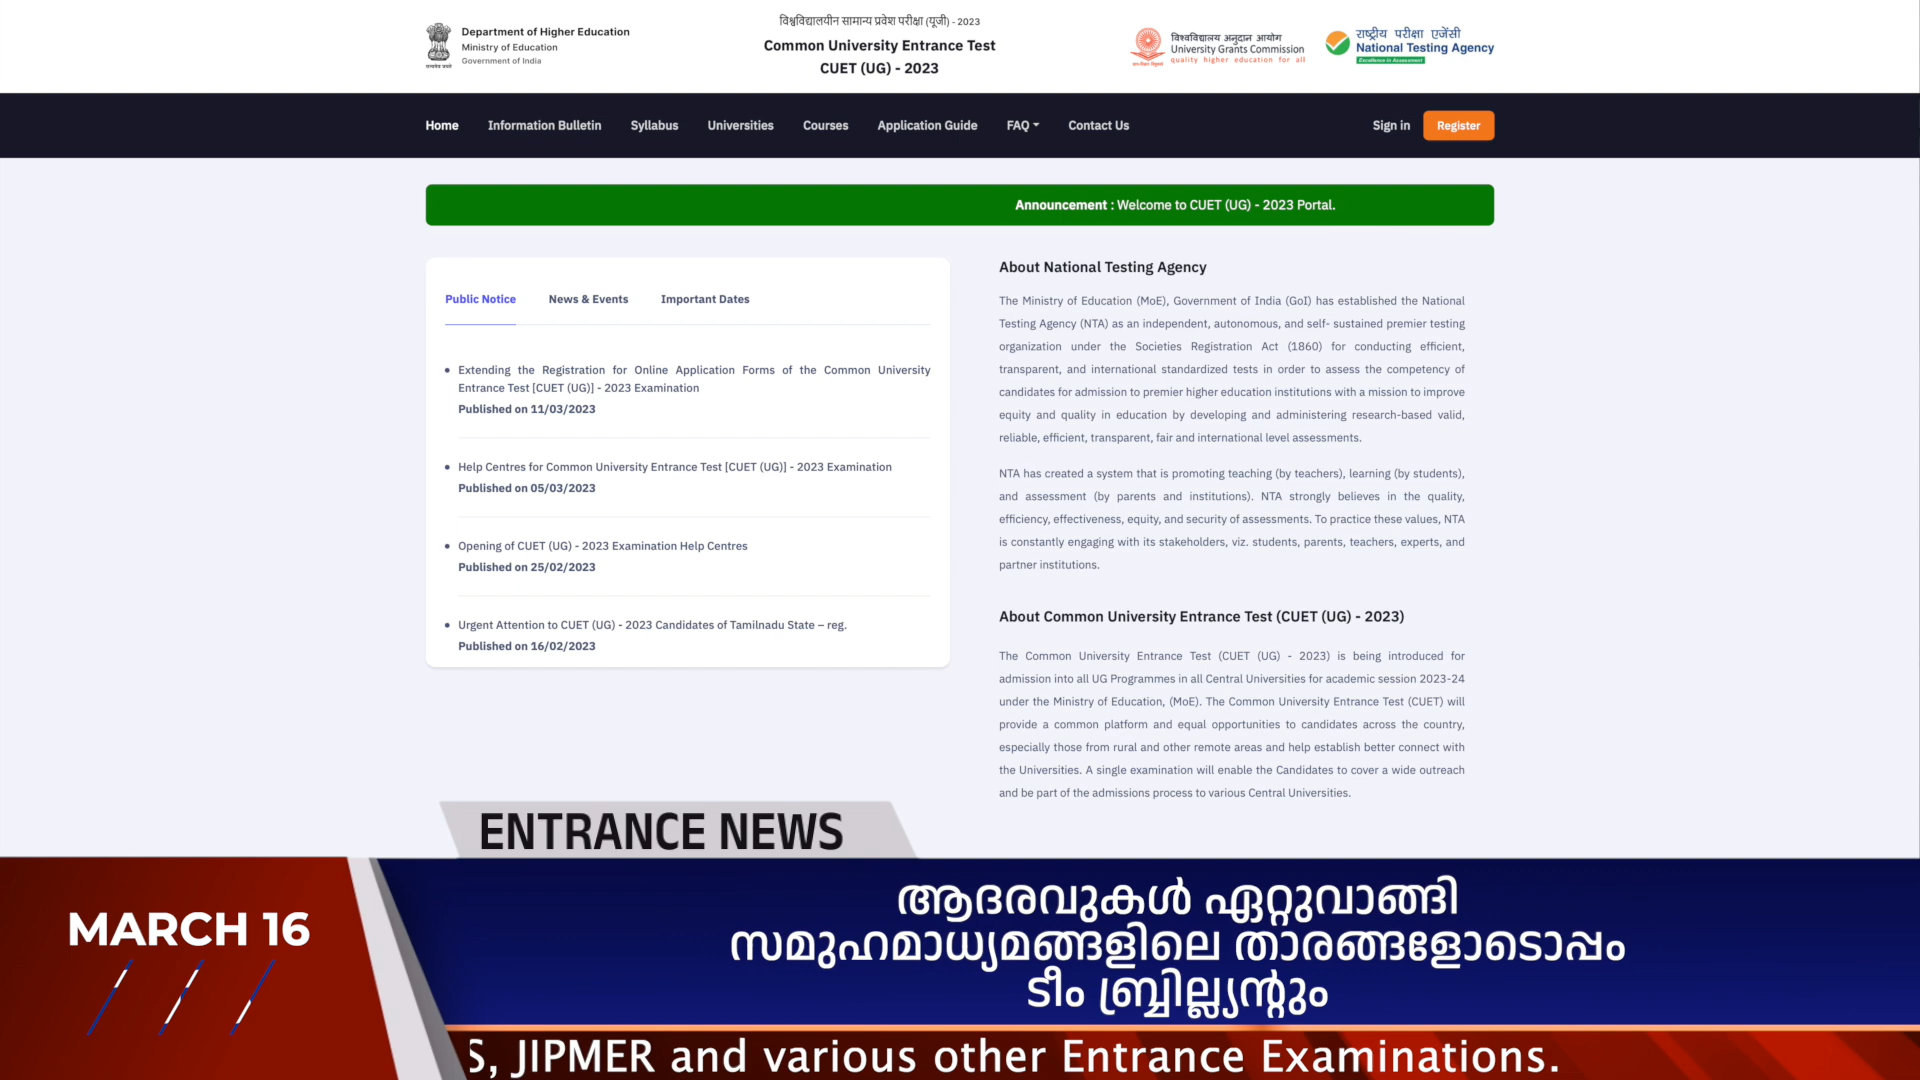 Department of Higher Education
Ministry of Education
Government of India
विश्वविद्यालयीन सामान्य प्रवेश परीक्षा (यूजी) - 2023
Common University Entrance Test
CUET (UG) - 2023
विश्वविद्यालय अनुदान आयोग
University Grants Commission
quality higher education for all
राष्ट्रीय परीक्षा एजेंसी
National Testing Agency
Excellence in Assessment
Home Information Bulletin Syllabus Universities Courses Application Guide FAQ Contact Us Sign in Register
Announcement : Welcome to CUET (UG) - 2023 Portal.
Public Notice News & Events Important Dates
Extending the Registration for Online Application Forms of the Common University
Entrance Test [CUET (UG)] - 2023 Examination
Published on 11/03/2023
Help Centres for Common University Entrance Test [CUET (UG)] - 2023 Examination
Published on 05/03/2023
Opening of CUET (UG) - 2023 Examination Help Centres
Published on 25/02/2023
Urgent Attention to CUET (UG) - 2023 Candidates of Tamilnadu State – reg.
Published on 16/02/2023
About National Testing Agency
The Ministry of Education (MoE), Government of India (GoI) has established the National
Testing Agency (NTA) as an independent, autonomous, and self- sustained premier testing
organization under the Societies Registration Act (1860) for conducting efficient,
transparent, and international standardized tests in order to assess the competency of
candidates for admission to premier higher education institutions with a mission to improve
equity and quality in education by developing and administering research-based valid,
reliable, efficient, transparent, fair and international level assessments.
NTA has created a system that is promoting teaching (by teachers), learning (by students),
and assessment (by parents and institutions). NTA strongly believes in the quality,
efficiency, effectiveness, equity, and security of assessments. To practice these values, NTA
is constantly engaging with its stakeholders, viz. students, parents, teachers, experts, and
partner institutions.
About Common University Entrance Test (CUET (UG) - 2023)
The Common University Entrance Test (CUET (UG) - 2023) is being introduced for
admission into all UG Programmes in all Central Universities for academic session 2023-24
under the Ministry of Education, (MoE). The Common University Entrance Test (CUET) will
provide a common platform and equal opportunities to candidates across the country,
especially those from rural and other remote areas and help establish better connect with
the Universities. A single examination will enable the Candidates to cover a wide outreach
and be part of the admissions process to various Central Universities.
ENTRANCE NEWS
MARCH 16
ആദരവുകൾ ഏറ്റുവാങ്ങി
സമുഹമാധ്യമങ്ങളിലെ താരങ്ങളോടൊപ്പം
ടീം ബ്രില്ല്യന്റും
S, JIPMER and various other Entrance Examinations.